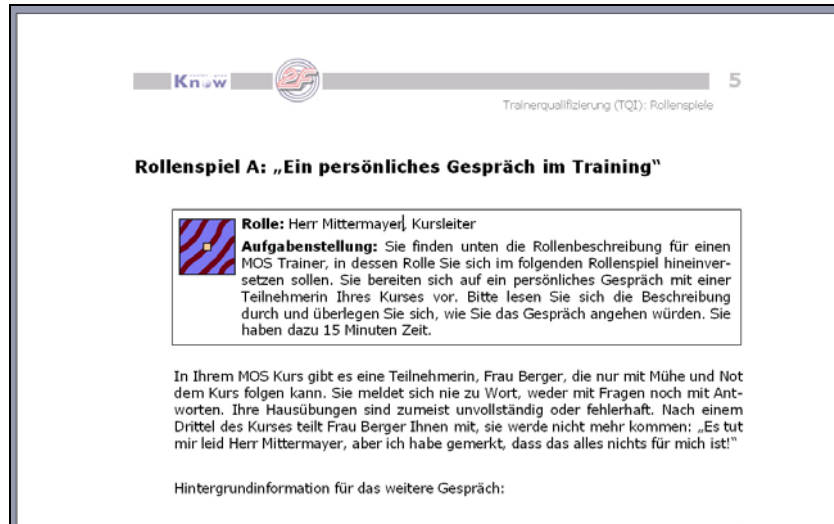 Know
2F
5
Trainerqualifizierung (TQI): Rollenspiele
Rollenspiel A: „Ein persönliches Gespräch im Training“
Rolle: Herr Mittermayer, Kursleiter
Aufgabenstellung: Sie finden unten die Rollenbeschreibung für einen
MOS Trainer, in dessen Rolle Sie sich im folgenden Rollenspiel hineinver-
setzen sollen. Sie bereiten sich auf ein persönliches Gespräch mit einer
Teilnehmerin Ihres Kurses vor. Bitte lesen Sie sich die Beschreibung
durch und überlegen Sie sich, wie Sie das Gespräch angehen würden. Sie
haben dazu 15 Minuten Zeit.
In Ihrem MOS Kurs gibt es eine Teilnehmerin, Frau Berger, die nur mit Mühe und Not
dem Kurs folgen kann. Sie meldet sich nie zu Wort, weder mit Fragen noch mit Ant-
worten. Ihre Hausübungen sind zumeist unvollständig oder fehlerhaft. Nach einem
Drittel des Kurses teilt Frau Berger Ihnen mit, sie werde nicht mehr kommen: „Es tut
mir leid Herr Mittermayer, aber ich habe gemerkt, dass das alles nichts für mich ist!“
Hintergrundinformation für das weitere Gespräch: